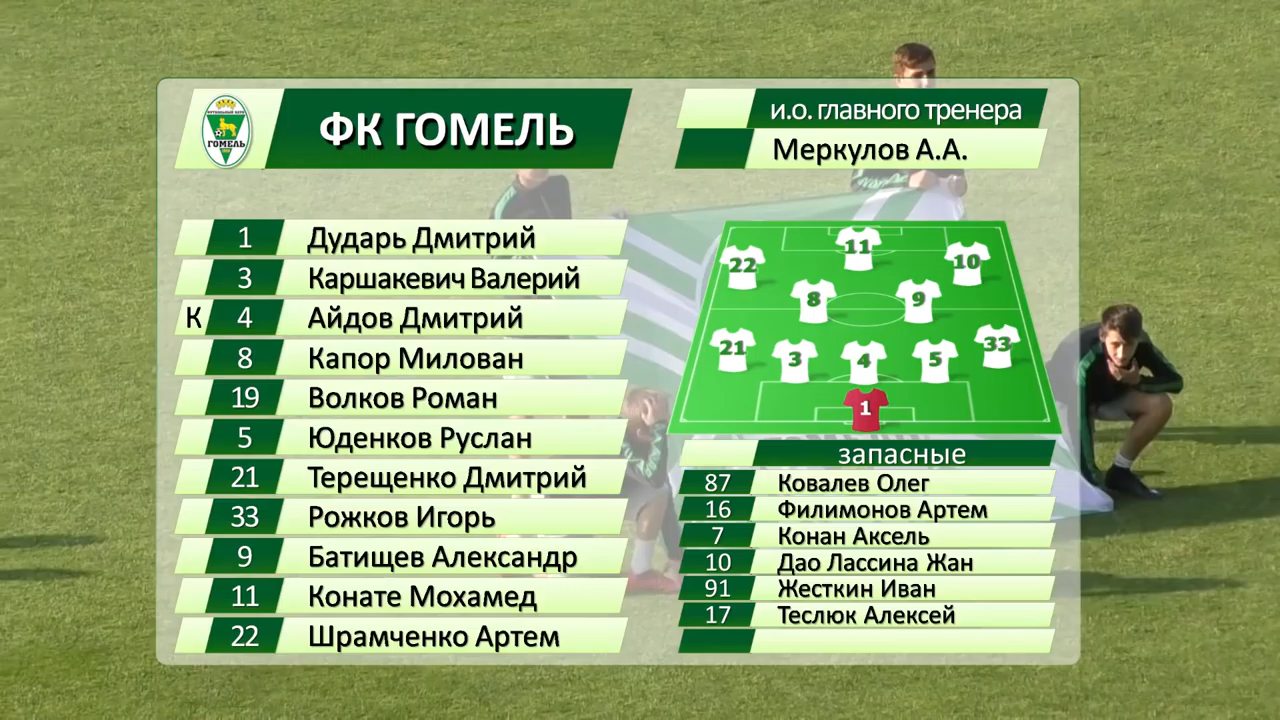 ФУТБОЛЬНЫЙ КЛУБ
ГОМЕЛЬ
ФК ГОМЕЛЬ
и.о. главного тренера
Меркулов А.А.
1 Дударь Дмитрий
3 Каршакевич Валерий
К 4 Айдов Дмитрий
8 Капор Милован
19 Волков Роман
5 Юденков Руслан
21 Терещенко Дмитрий
33 Рожков Игорь
9 Батищев Александр
11 Конате Мохамед
22 Шрамченко Артем
22 11 10
8 9
21 3 4 5 33
1
запасные
87 Ковалев Олег
16 Филимонов Артем
7 Конан Аксель
10 Дао Лассина Жан
91 Жесткин Иван
17 Теслюк Алексей